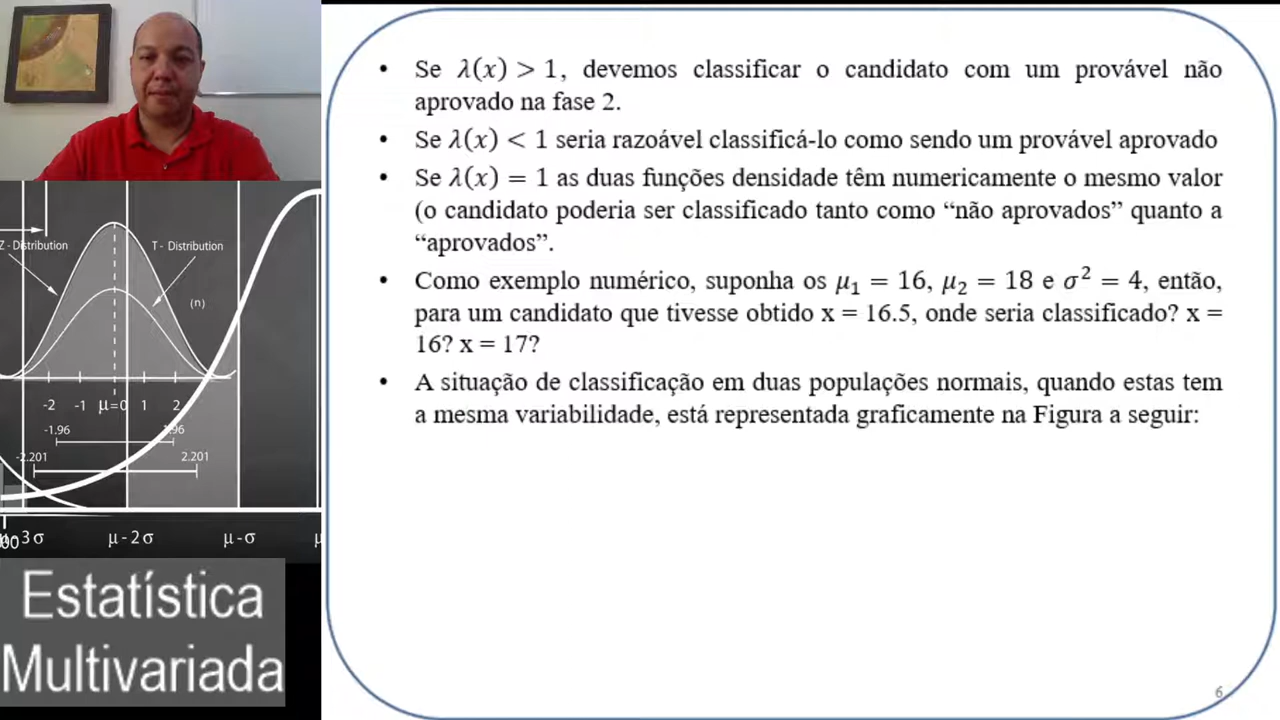 • Se λ(x) > 1, devemos classificar o candidato com um provável não
aprovado na fase 2.
• Se λ(x) < 1 seria razoável classificá-lo como sendo um provável aprovado
• Se λ(x) = 1 as duas funções densidade têm numericamente o mesmo valor
(o candidato poderia ser classificado tanto como “não aprovados” quanto a
“aprovados”.
• Como exemplo numérico, suponha os μ₁ = 16, μ₂ = 18 e σ² = 4, então,
para um candidato que tivesse obtido x = 16.5, onde seria classificado? x =
16? x = 17?
• A situação de classificação em duas populações normais, quando estas tem
a mesma variabilidade, está representada graficamente na Figura a seguir:
6
Z - Distribution
T - Distribution
(n)
-2 -1 μ=0 1 2
-1.96 1.96
-2.201 2.201
μ-3σ μ-2σ μ-σ μ
00
Estatística
Multivariada